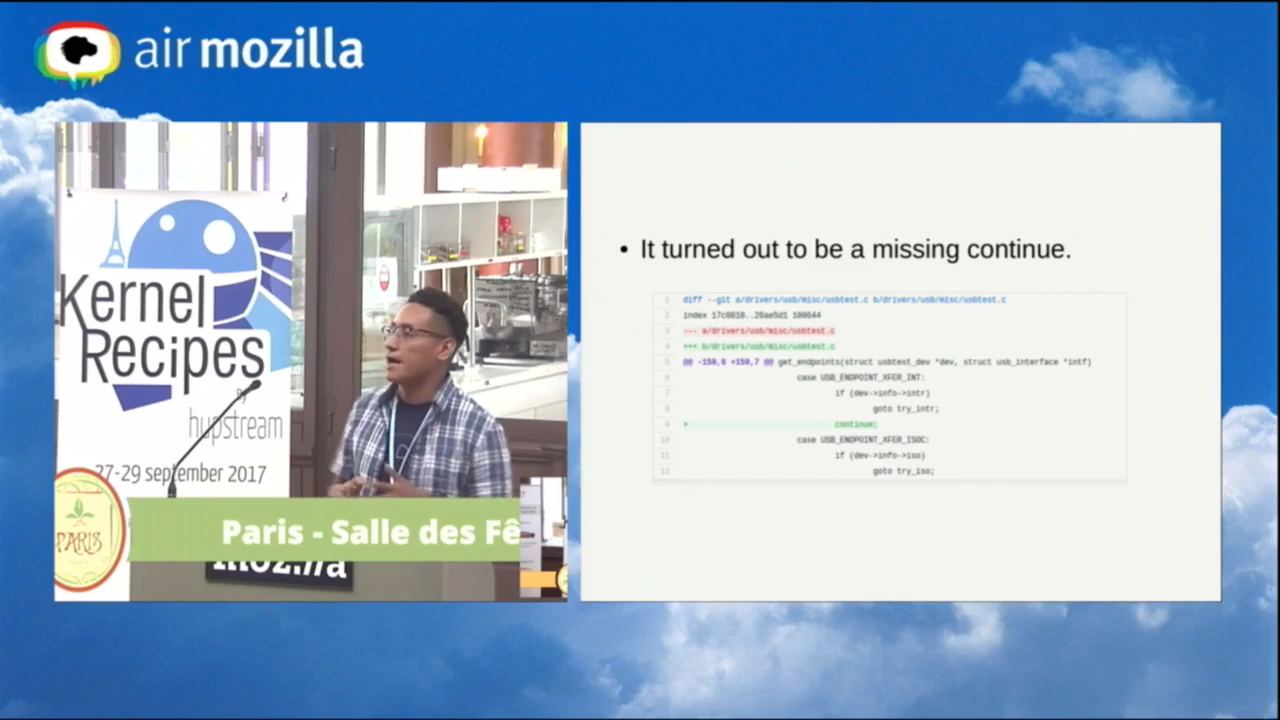 air mozilla
Kernel
Recipes
By
hupstream
27-29 september 2017
PARIS
Paris - Salle des Fê
mozilla
• It turned out to be a missing continue.
1 diff --git a/drivers/usb/misc/usbtest.c b/drivers/usb/misc/usbtest.c
2 index 17c0810..26ae5d1 100644
3 --- a/drivers/usb/misc/usbtest.c
4 +++ b/drivers/usb/misc/usbtest.c
5 @@ -159,6 +159,7 @@ get_endpoints(struct usbtest_dev *dev, struct usb_interface *intf)
6 case USB_ENDPOINT_XFER_INT:
7 if (dev->info->intr)
8 goto try_intr;
9 + continue;
10 case USB_ENDPOINT_XFER_ISOC:
11 if (dev->info->iso)
12 goto try_iso;